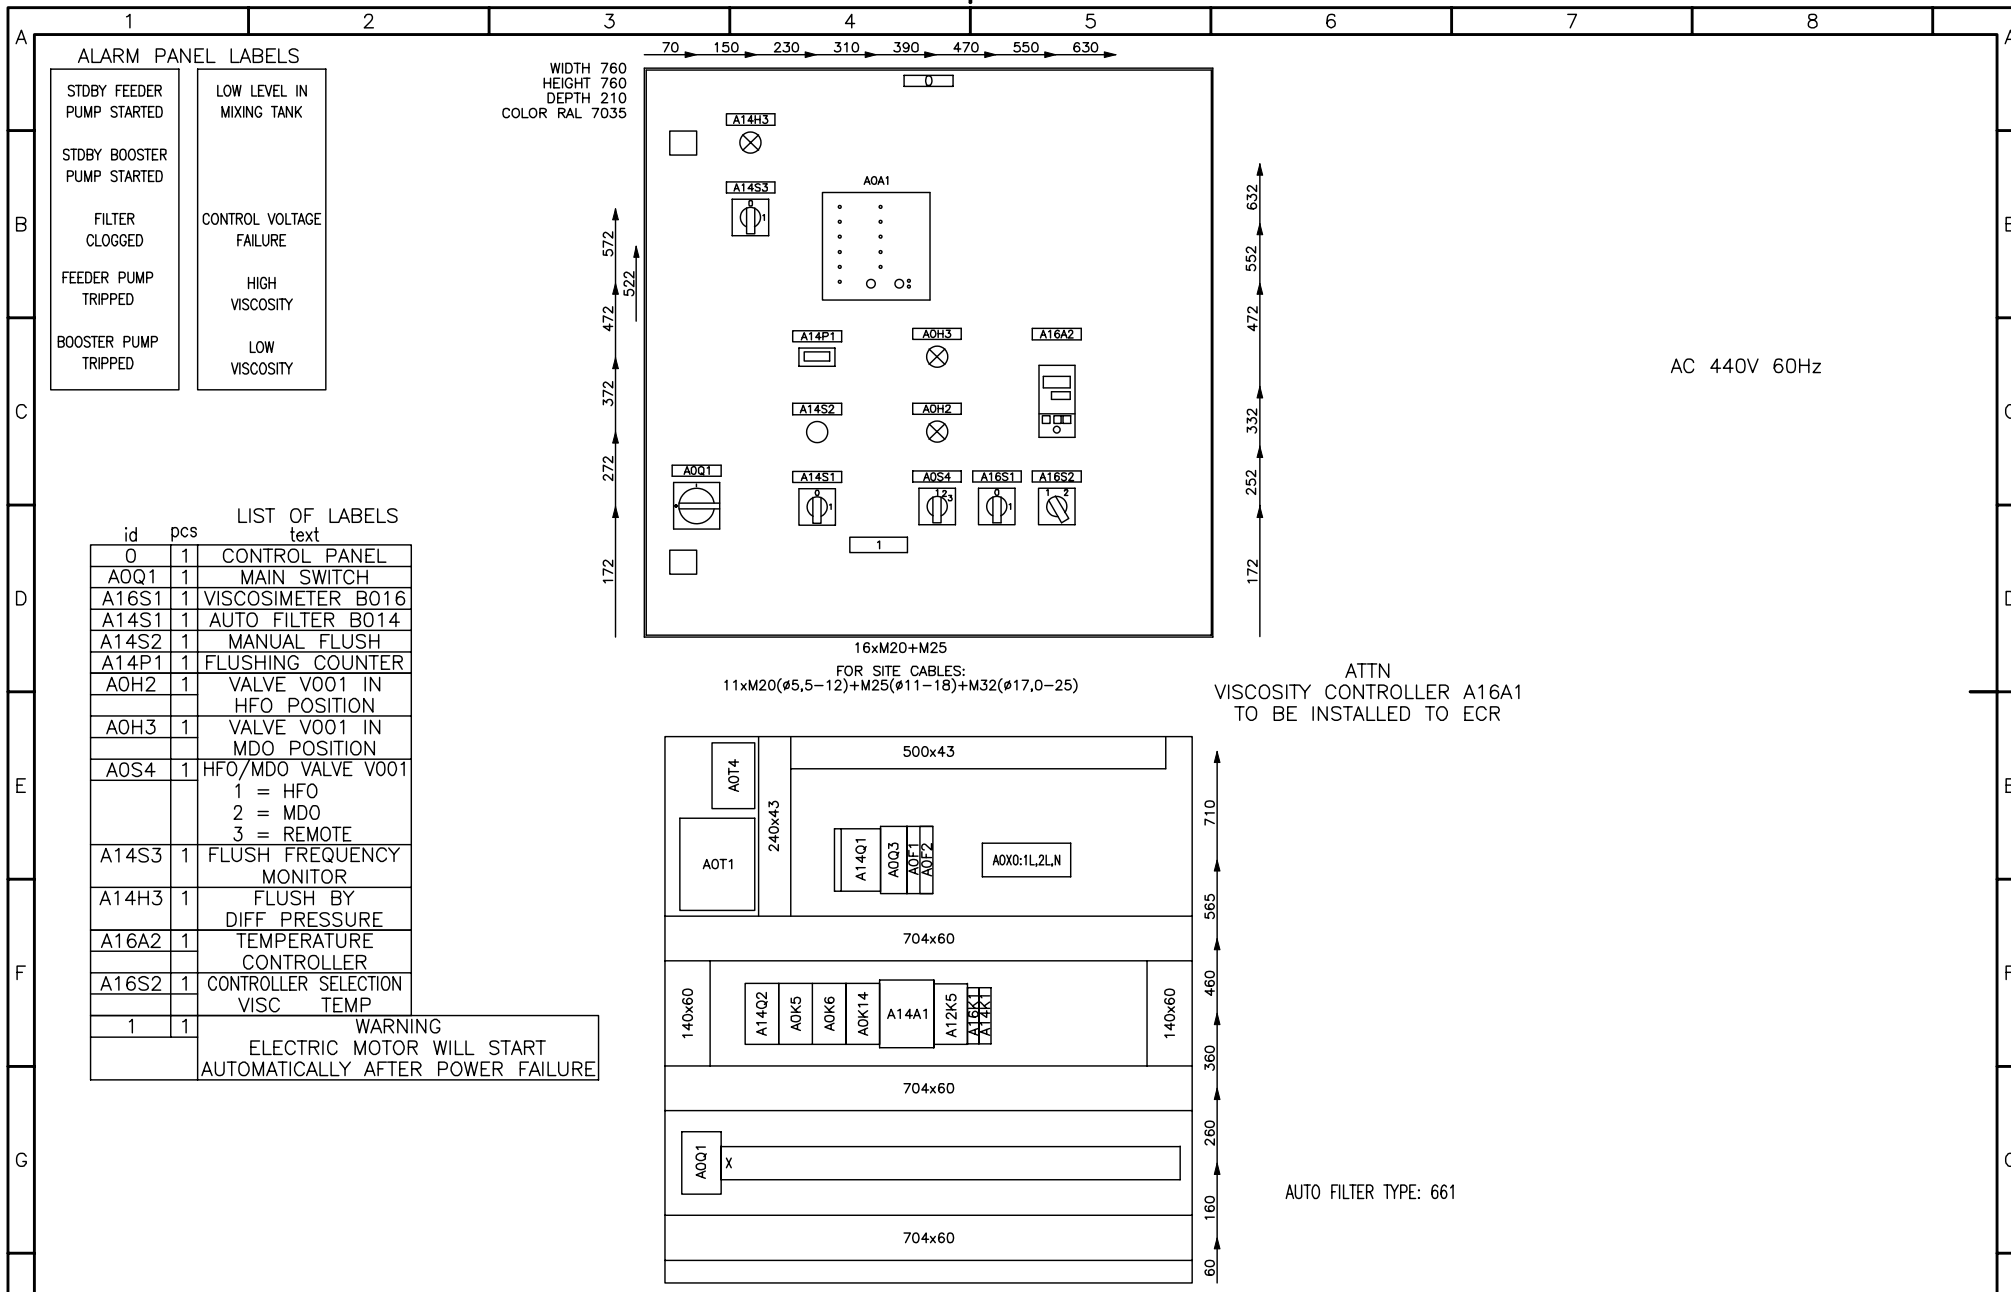 1 2 3 4 5 6 7 8
A
B
C
D
E
F
G
ALARM PANEL LABELS
STDBY FEEDER
PUMP STARTED
STDBY BOOSTER
PUMP STARTED
FILTER
CLOGGED
FEEDER PUMP
TRIPPED
BOOSTER PUMP
TRIPPED
LOW LEVEL IN
MIXING TANK
CONTROL VOLTAGE
FAILURE
HIGH
VISCOSITY
LOW
VISCOSITY
WIDTH 760
HEIGHT 760
DEPTH 210
COLOR RAL 7035
70 150 230 310 390 470 550 630
0
A14H3
A14S3
0
1
A0A1
A14P1 A0H3 A16A2
A14S2 A0H2
A0Q1 A14S1 A0S4 A16S1 A16S2
0 1
1 2 3
0 1
1 2
1
572
522
472
372
272
172
632
552
472
332
252
172
16xM20+M25
FOR SITE CABLES:
11xM20(ø5,5-12)+M25(ø11-18)+M32(ø17,0-25)
AC 440V 60Hz
ATTN
VISCOSITY CONTROLLER A16A1
TO BE INSTALLED TO ECR
LIST OF LABELS
id pcs text
0 1 CONTROL PANEL
A0Q1 1 MAIN SWITCH
A16S1 1 VISCOSIMETER B016
A14S1 1 AUTO FILTER B014
A14S2 1 MANUAL FLUSH
A14P1 1 FLUSHING COUNTER
A0H2 1 VALVE V001 IN
HFO POSITION
A0H3 1 VALVE V001 IN
MDO POSITION
A0S4 1 HFO/MDO VALVE V001
1 = HFO
2 = MDO
3 = REMOTE
A14S3 1 FLUSH FREQUENCY
MONITOR
A14H3 1 FLUSH BY
DIFF PRESSURE
A16A2 1 TEMPERATURE
CONTROLLER
A16S2 1 CONTROLLER SELECTION
VISC TEMP
1 1 WARNING
ELECTRIC MOTOR WILL START
AUTOMATICALLY AFTER POWER FAILURE
500x43
A0T4
240x43
A0T1
A14Q1
A0Q3
A0F1
A0F2
A0X0:1L,2L,N
704x60
140x60
A14Q2
A0K5
A0K6
A0K14
A14A1
A12K5
A16K1
A14K1
140x60
704x60
A0Q1
X
704x60
710
565
460
360
260
160
60
AUTO FILTER TYPE: 661